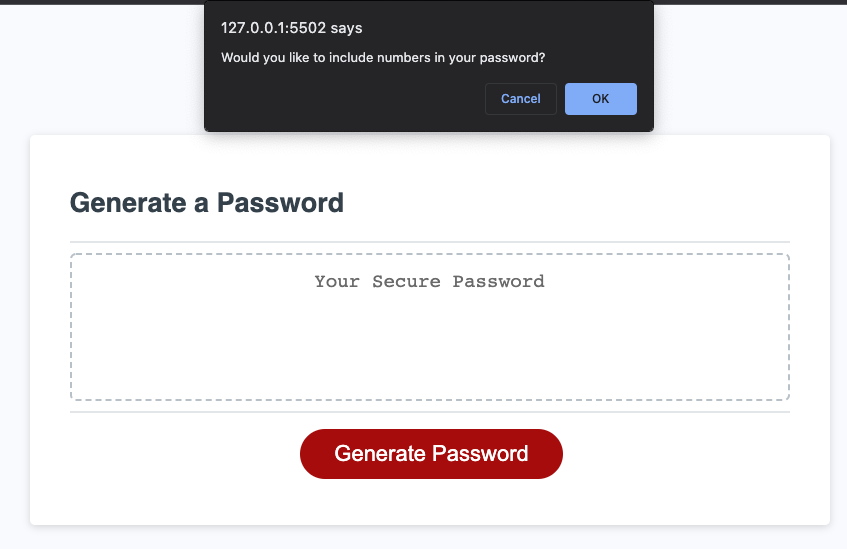 127.0.0.1:5502 says
Would you like to include numbers in your password?
Cancel OK
Generate a Password
Your Secure Password
Generate Password